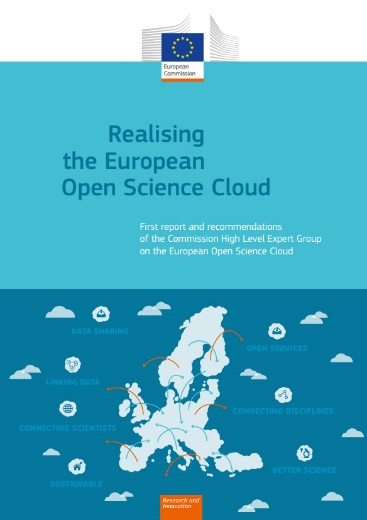 European
Commission
Realising
the European
Open Science Cloud
First report and recommendations
of the Commission High Level Expert Group
on the European Open Science Cloud
DATA SHARING
OPEN SERVICES
LINKING DATA
CONNECTING DISCIPLINES
CONNECTING SCIENTISTS
BETTER SCIENCE
SUSTAINABLE
Research and
Innovation